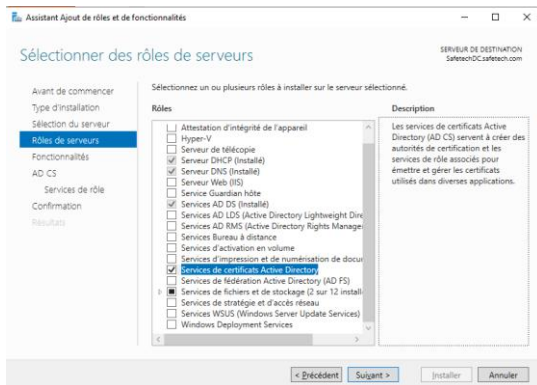 Assistant Ajout de rôles et de fonctionnalités
Sélectionner des rôles de serveurs
SERVEUR DE DESTINATION
SafetechDC.safetech.com
Avant de commencer
Type d'installation
Sélection du serveur
Rôles de serveurs
Fonctionnalités
AD CS
Services de rôle
Confirmation
Résultats
Sélectionnez un ou plusieurs rôles à installer sur le serveur sélectionné.
Rôles
Attestation d'intégrité de l'appareil
Hyper-V
Serveur de télécopie
Serveur DHCP (Installé)
Serveur DNS (Installé)
Serveur Web (IIS)
Service Guardian hôte
Services AD DS (Installé)
Services AD LDS (Active Directory Lightweight Dire
Services AD RMS (Active Directory Rights Manage
Services Bureau à distance
Services d'activation en volume
Services d'impression et de numérisation de docu
Services de certificats Active Directory
Services de fédération Active Directory (AD FS)
Services de fichiers et de stockage (2 sur 12 install
Services de stratégie et d'accès réseau
Services WSUS (Windows Server Update Services)
Windows Deployment Services
Description
Les services de certificats Active
Directory (AD CS) servent à créer des
autorités de certification et les
services de rôle associés pour
émettre et gérer les certificats
utilisés dans diverses applications.
< Précédent
Suivant >
Installer
Annuler